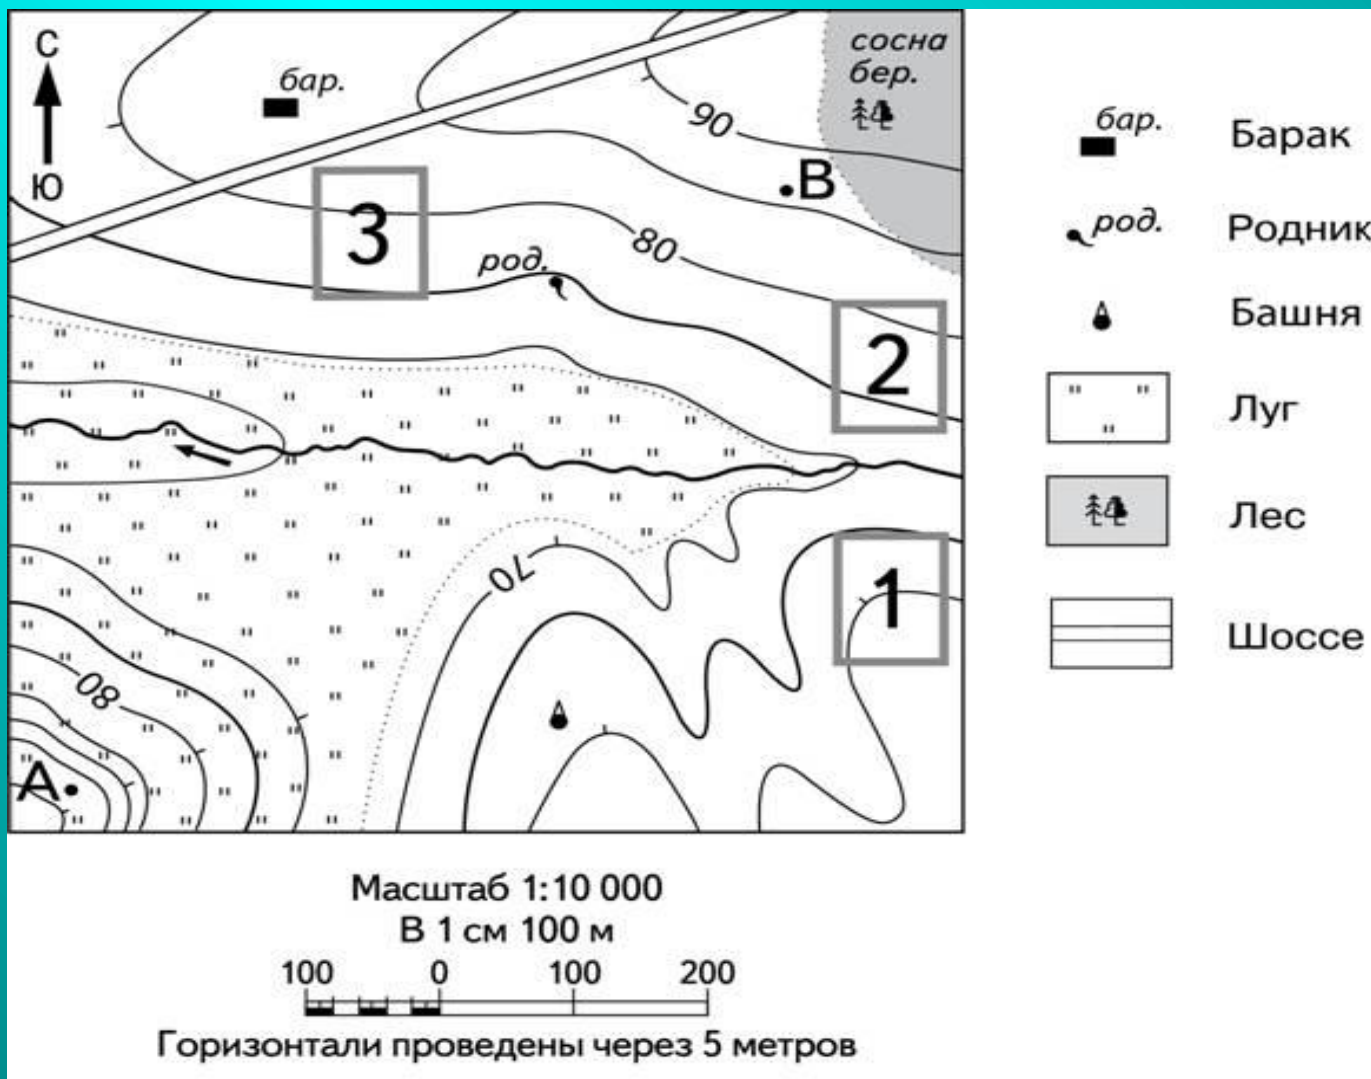 С
Ю
бар.
сосна
бер.
90
В
3
80
род.
2
70
1
80
А
бар.
Барак
род.
Родник
Башня
Луг
Лес
Шоссе
Масштаб 1:10 000
В 1 см 100 м
100 0 100 200
Горизонтали проведены через 5 метров